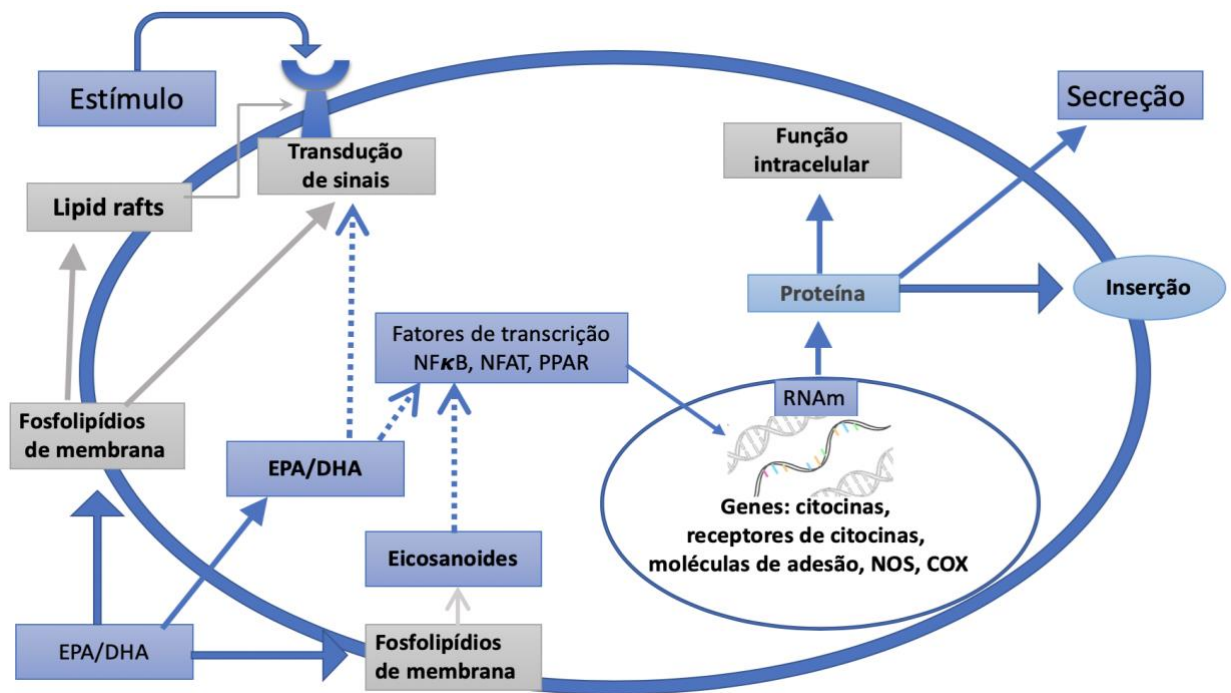 Estímulo
Secreção
Transdução
de sinais
Função
intracelular
Lipid rafts
Proteína
Inserção
Fatores de transcrição
NFκB, NFAT, PPAR
RNAm
Fosfolipídios
de membrana
EPA/DHA
Genes: citocinas,
receptores de citocinas,
moléculas de adesão, NOS, COX
Eicosanoides
EPA/DHA
Fosfolipídios
de membrana